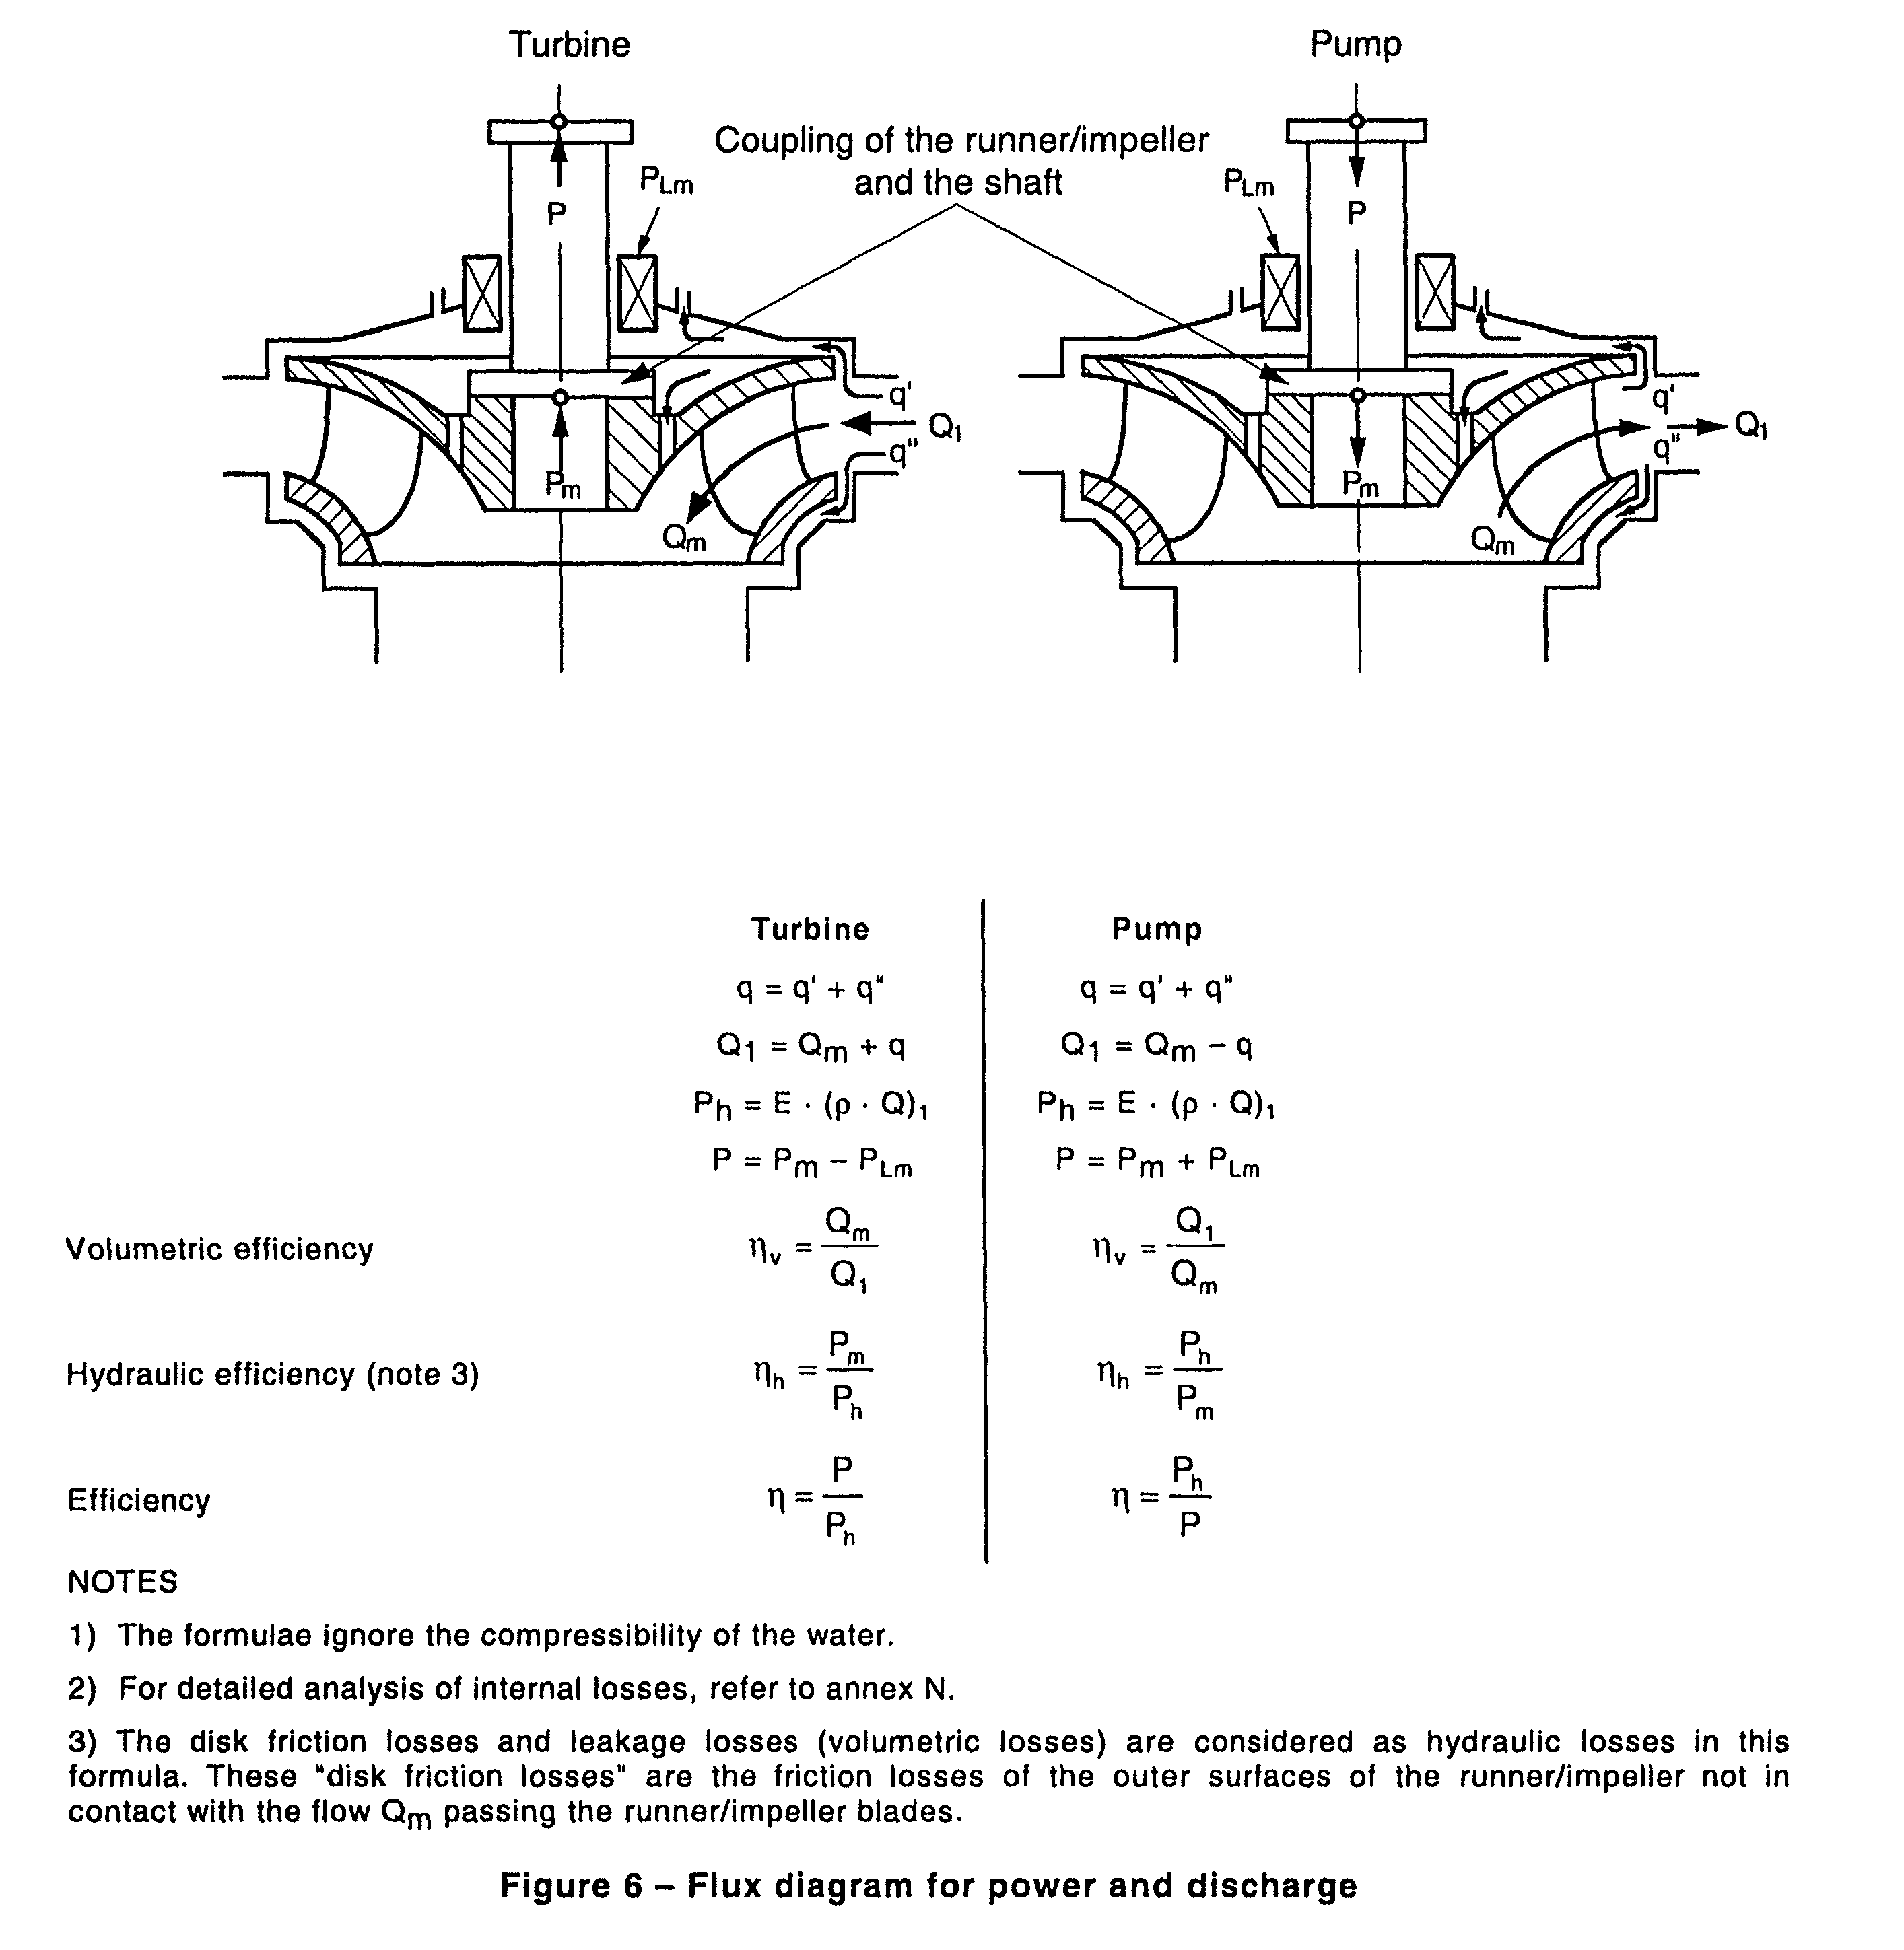 Turbine
Pump
Coupling of the runner/impeller
and the shaft
PLm
PLm
P
P
q'
Q1
q"
Pm
Qm
q'
q"
Q1
Pm
Qm
Turbine
Pump
q = q' + q"
q = q' + q"
Q1 = Qm + q
Q1 = Qm − q
Ph = E · (ρ · Q)1
Ph = E · (ρ · Q)1
P = Pm − PLm
P = Pm + PLm
Volumetric efficiency
ηv = Qm / Q1
ηv = Q1 / Qm
Hydraulic efficiency (note 3)
ηh = Pm / Ph
ηh = Ph / Pm
Efficiency
η = P / Ph
η = Ph / P
NOTES
1) The formulae ignore the compressibility of the water.
2) For detailed analysis of internal losses, refer to annex N.
3) The disk friction losses and leakage losses (volumetric losses) are considered as hydraulic losses in this
formula. These "disk friction losses" are the friction losses of the outer surfaces of the runner/impeller not in
contact with the flow Qm passing the runner/impeller blades.
Figure 6 – Flux diagram for power and discharge